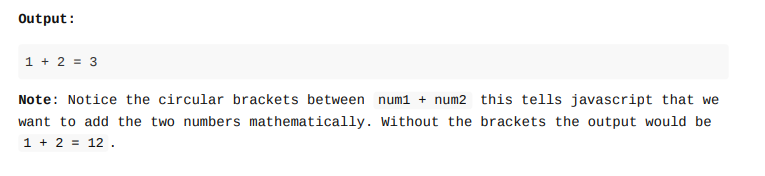 Output:
1 + 2 = 3
Note: Notice the circular brackets between num1 + num2 this tells javascript that we
want to add the two numbers mathematically. Without the brackets the output would be
1 + 2 = 12 .